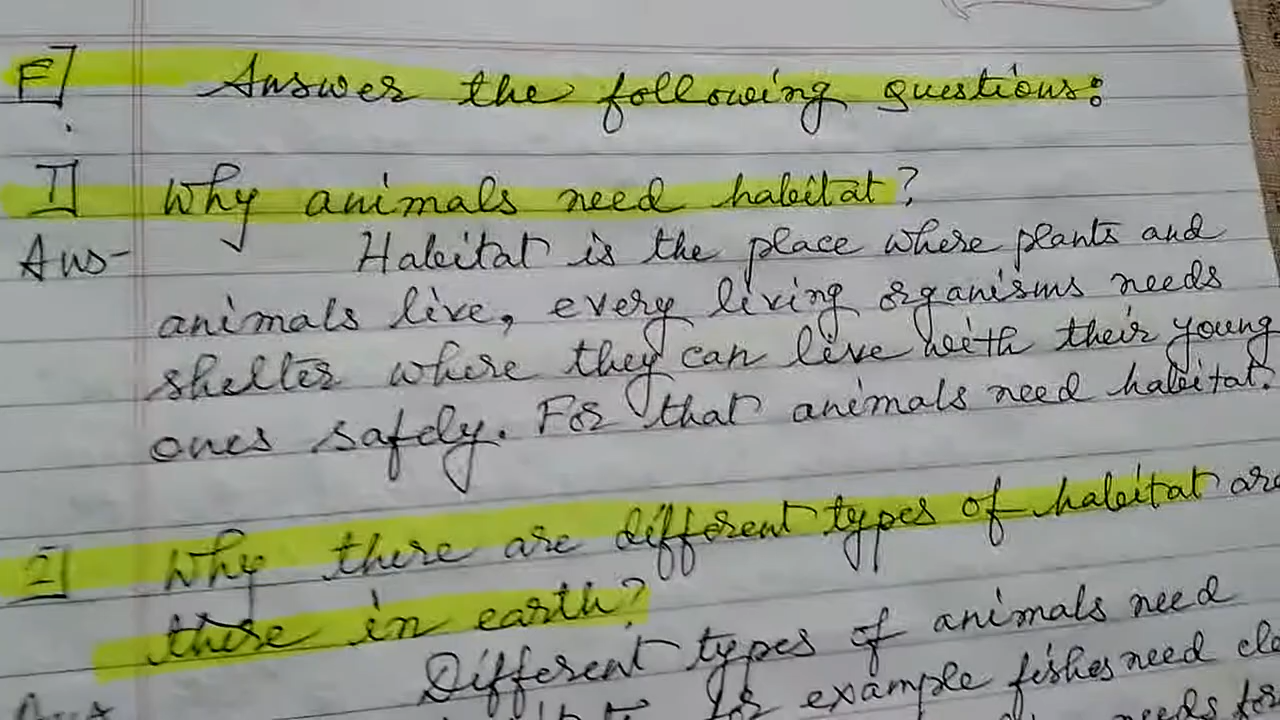 F] Answer the following questions:
I] Why animals need habitat?
Ans- Habitat is the place where plants and
animals live, every living organisms needs
shelter where they can live with their young
ones safely. For that animals need habitat.
2] Why there are different types of habitat are
there in earth?
Different types of animals need
example fishes need
needs for